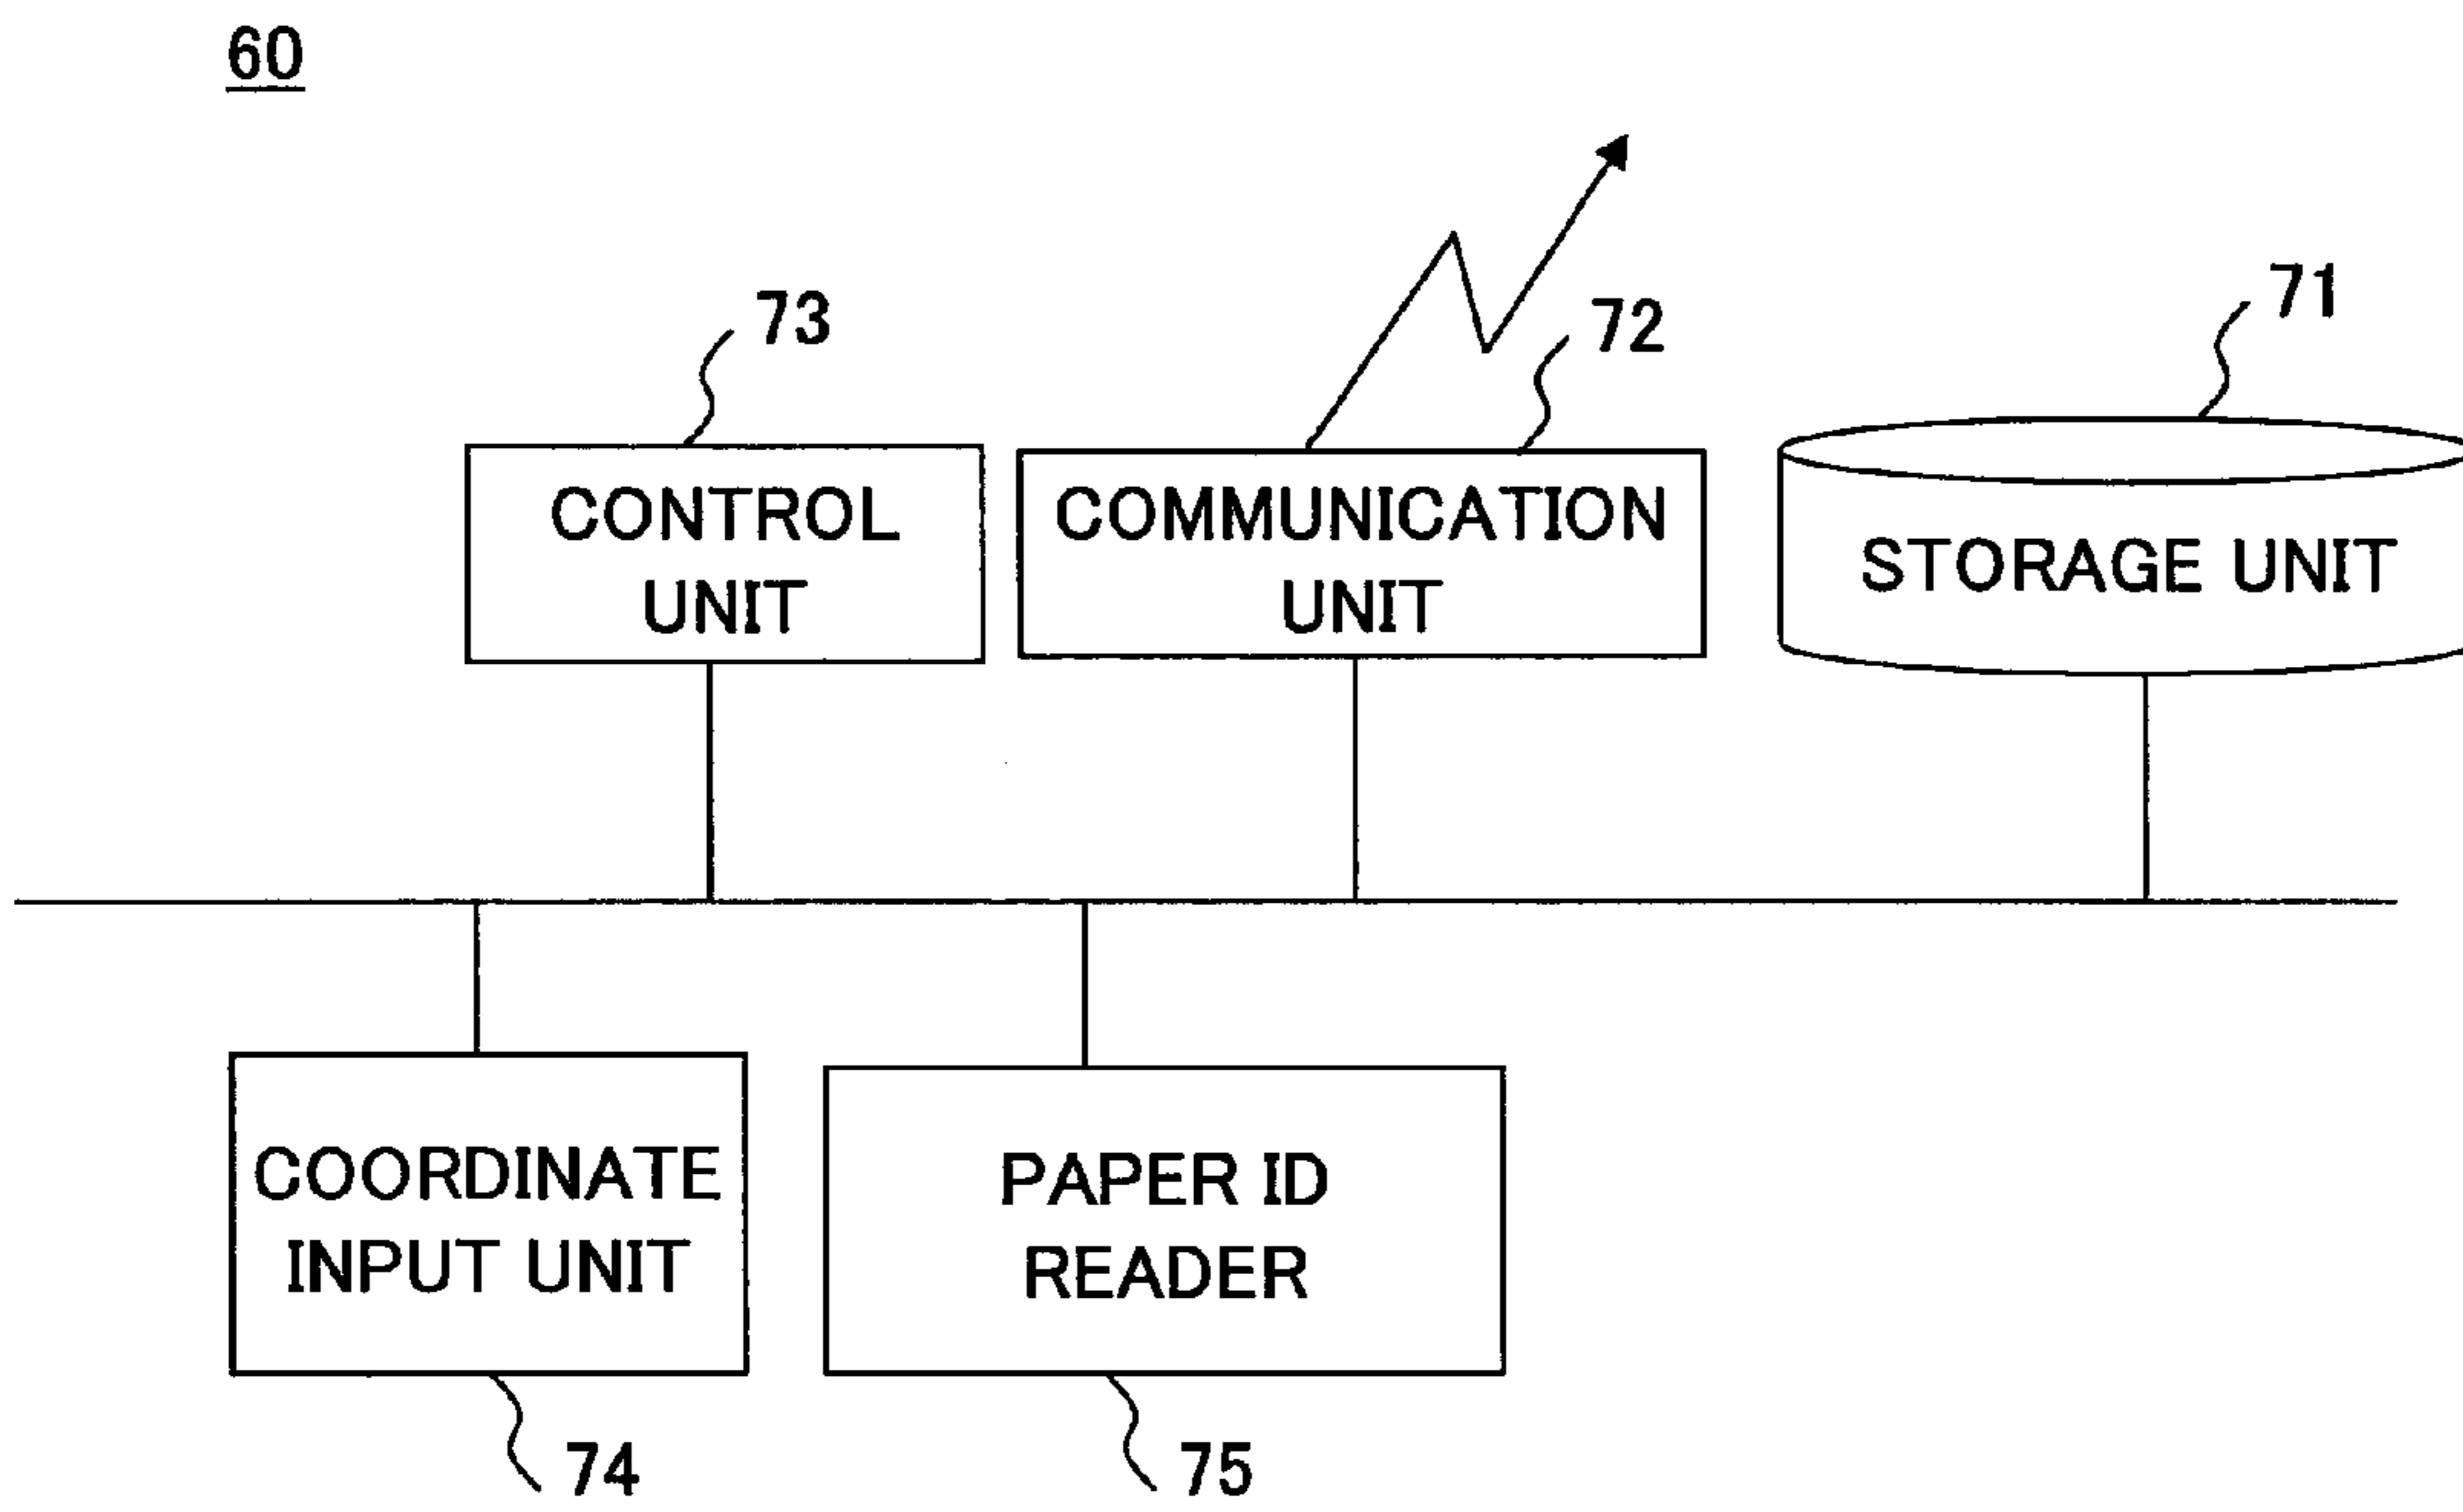 60
73
72
71
CONTROL
UNIT
COMMUNICATION
UNIT
STORAGE UNIT
COORDINATE
INPUT UNIT
PAPER ID
READER
74
75